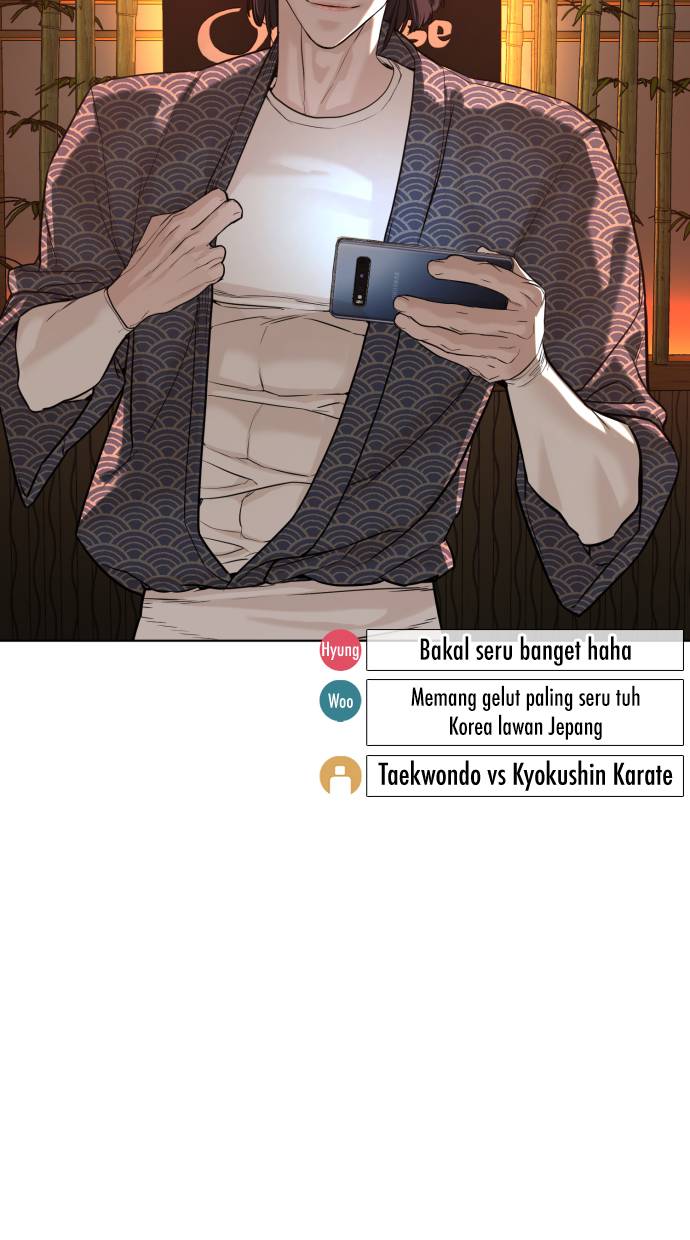 Hyung
Bakal seru banget haha
Woo
Memang gelut paling seru tuh
Korea lawan Jepang
Taekwondo vs Kyokushin Karate